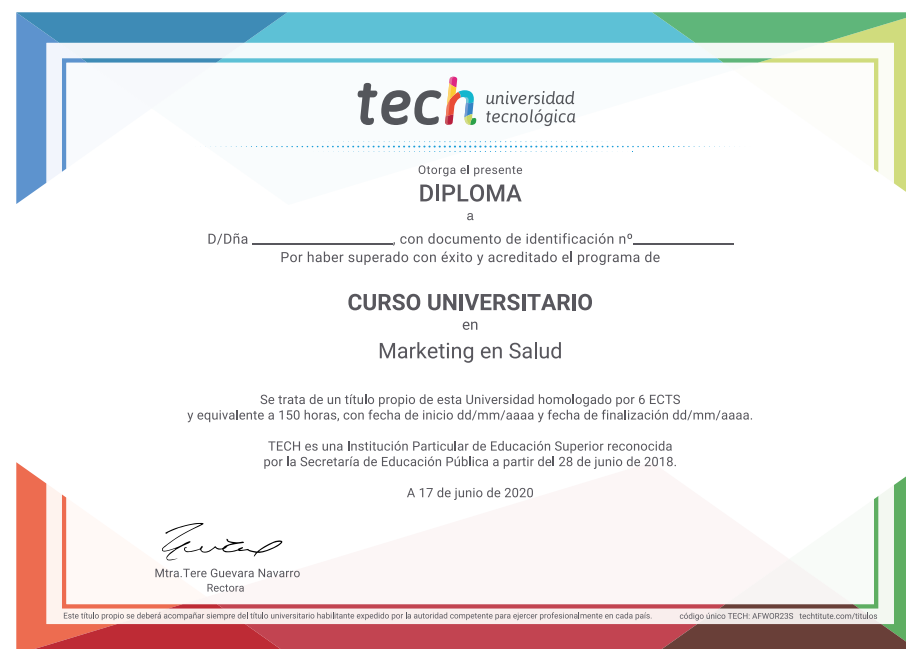 tech universidad
tecnológica
Otorga el presente
DIPLOMA
a
D/Dña ____________________, con documento de identificación nº______________
Por haber superado con éxito y acreditado el programa de
CURSO UNIVERSITARIO
en
Marketing en Salud
Se trata de un título propio de esta Universidad homologado por 6 ECTS
y equivalente a 150 horas, con fecha de inicio dd/mm/aaaa y fecha de finalización dd/mm/aaaa.
TECH es una Institución Particular de Educación Superior reconocida
por la Secretaría de Educación Pública a partir del 28 de junio de 2018.
A 17 de junio de 2020
Mtra.Tere Guevara Navarro
Rectora
Este título propio se deberá acompañar siempre del título universitario habilitante expedido por la autoridad competente para ejercer profesionalmente en cada país. código único TECH: AFWOR23S techtitute.com/titulos